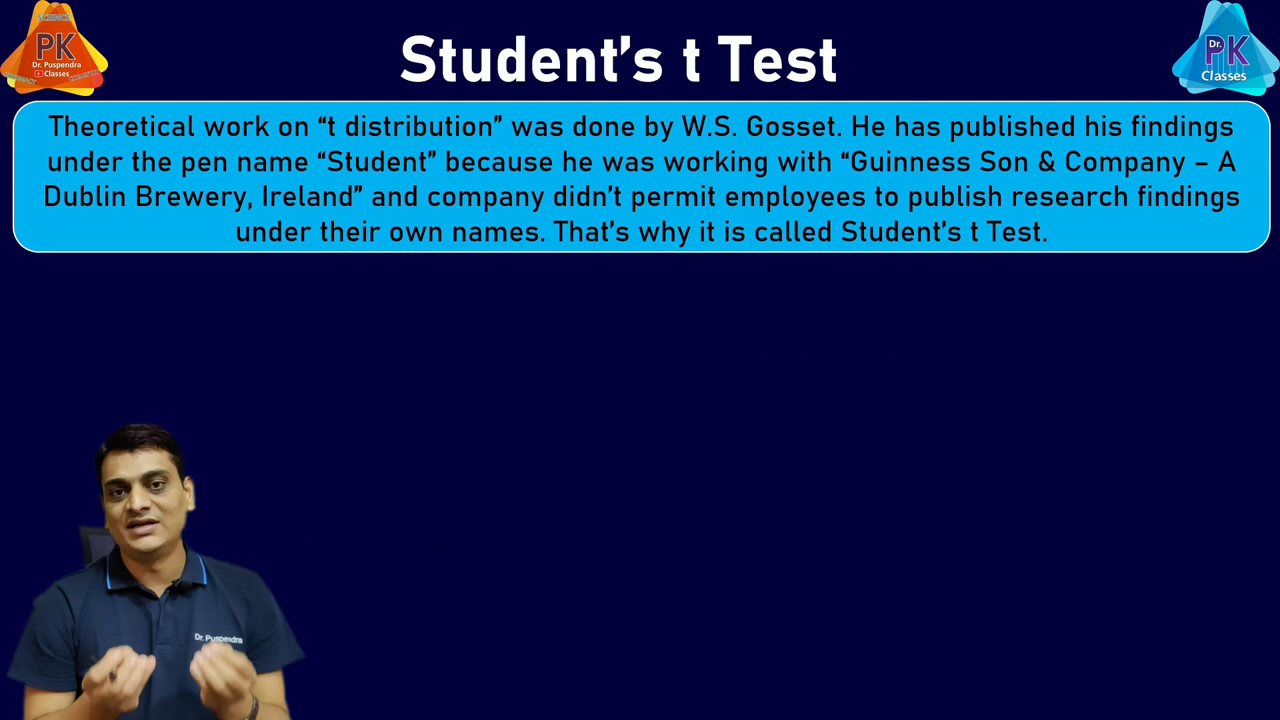 SCIENCE
PK
Dr. Puspendra
Classes
PHARMACY
Student's t Test
Dr.
PK
Classes
Theoretical work on “t distribution” was done by W.S. Gosset. He has published his findings
under the pen name “Student” because he was working with “Guinness Son & Company – A
Dublin Brewery, Ireland” and company didn't permit employees to publish research findings
under their own names. That's why it is called Student's t Test.
Dr. Puspendra